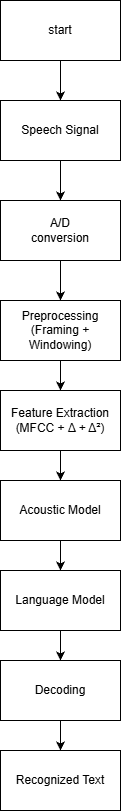 start
Speech Signal
A/D
conversion
Preprocessing
(Framing +
Windowing)
Feature Extraction
(MFCC + Δ + Δ²)
Acoustic Model
Language Model
Decoding
Recognized Text